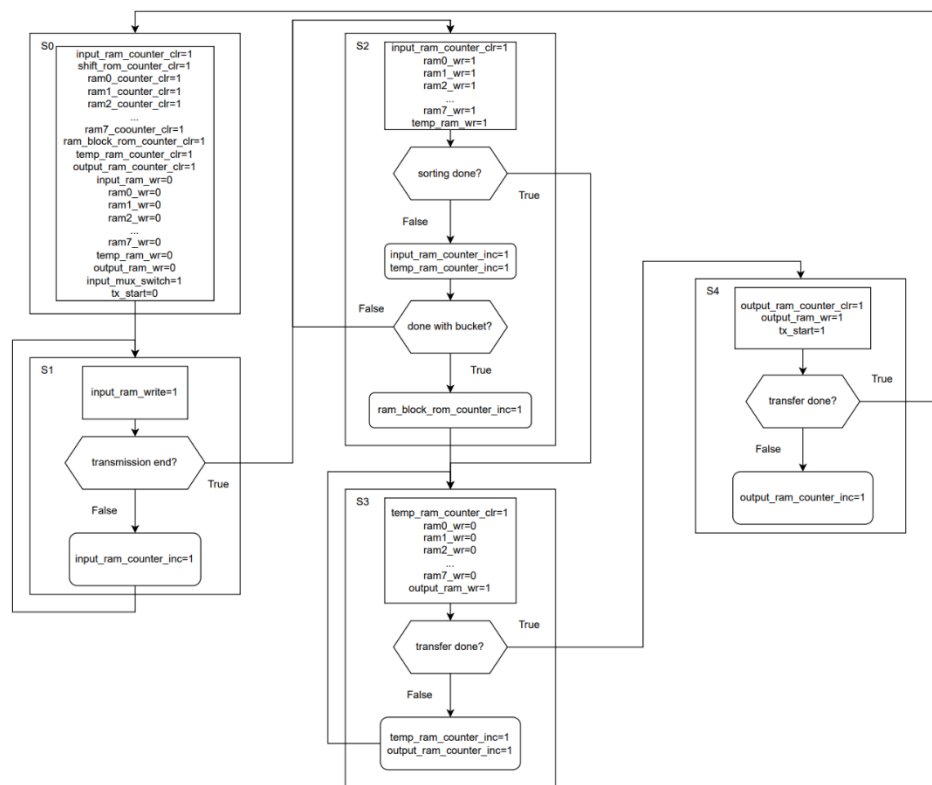 S0
input_ram_counter_clr=1
shift_rom_counter_clr=1
ram0_counter_clr=1
ram1_counter_clr=1
ram2_counter_clr=1
...
ram7_coounter_clr=1
ram_block_rom_counter_clr=1
temp_ram_counter_clr=1
output_ram_counter_clr=1
input_ram_wr=0
ram0_wr=0
ram1_wr=0
ram2_wr=0
...
ram7_wr=0
temp_ram_wr=0
output_ram_wr=0
input_mux_switch=1
tx_start=0
S1
input_ram_write=1
transmission end?
True
False
input_ram_counter_inc=1
S2
input_ram_counter_clr=1
ram0_wr=1
ram1_wr=1
ram2_wr=1
...
ram7_wr=1
temp_ram_wr=1
sorting done?
True
False
input_ram_counter_inc=1
temp_ram_counter_inc=1
False
done with bucket?
True
ram_block_rom_counter_inc=1
S3
temp_ram_counter_clr=1
ram0_wr=0
ram1_wr=0
ram2_wr=0
...
ram7_wr=0
output_ram_wr=1
True
transfer done?
False
temp_ram_counter_inc=1
output_ram_counter_inc=1
S4
output_ram_counter_clr=1
output_ram_wr=1
tx_start=1
True
transfer done?
False
output_ram_counter_inc=1